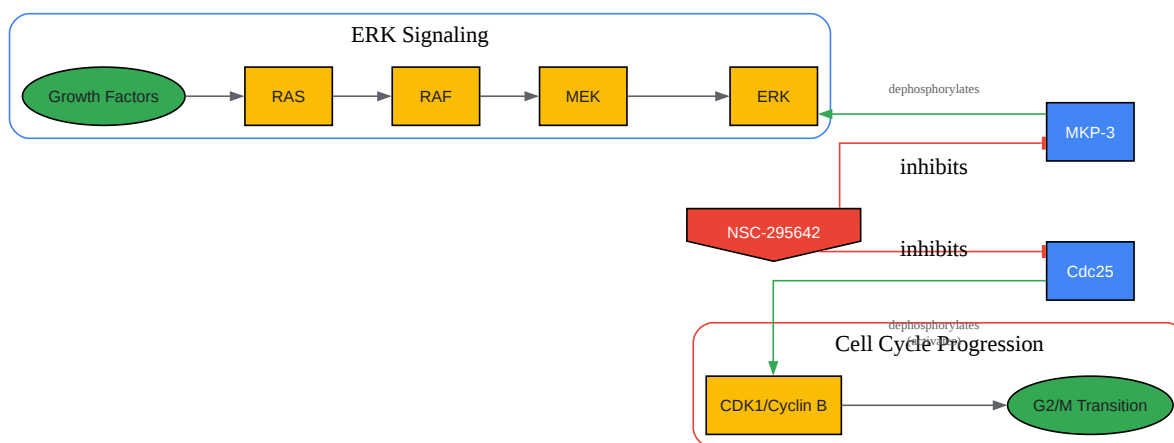 ERK Signaling
Growth Factors
RAS
RAF
MEK
ERK
dephosphorylates
MKP-3
inhibits
NSC-295642
inhibits
Cdc25
dephosphorylates
(activates)
Cell Cycle Progression
CDK1/Cyclin B
G2/M Transition